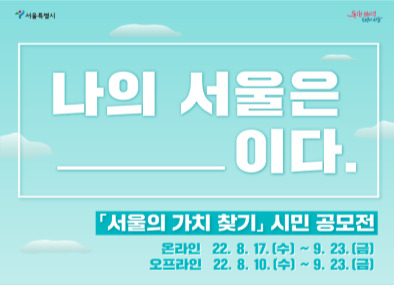 서울특별시
나의 서울은
이다.
「서울의 가치 찾기」 시민 공모전
온라인 22. 8. 17.(수) ~ 9. 23.(금)
오프라인 22. 8. 10.(수) ~ 9. 23.(금)